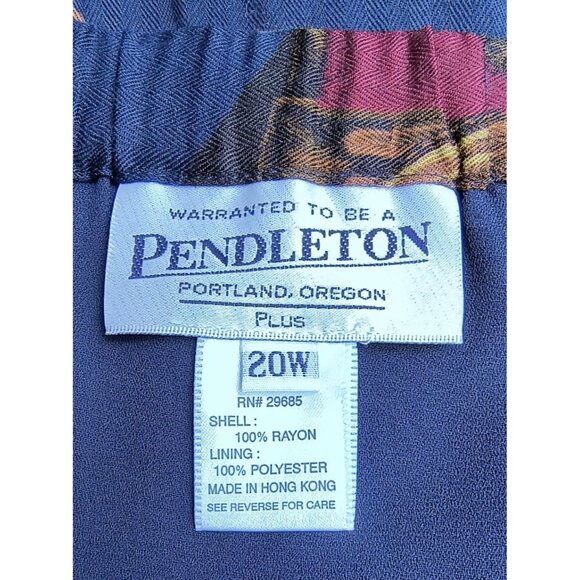 WARRANTED TO BE A
PENDLETON
PORTLAND, OREGON
PLUS
20W
RN# 29685
SHELL :
100% RAYON
LINING :
100% POLYESTER
MADE IN HONG KONG
SEE REVERSE FOR CARE